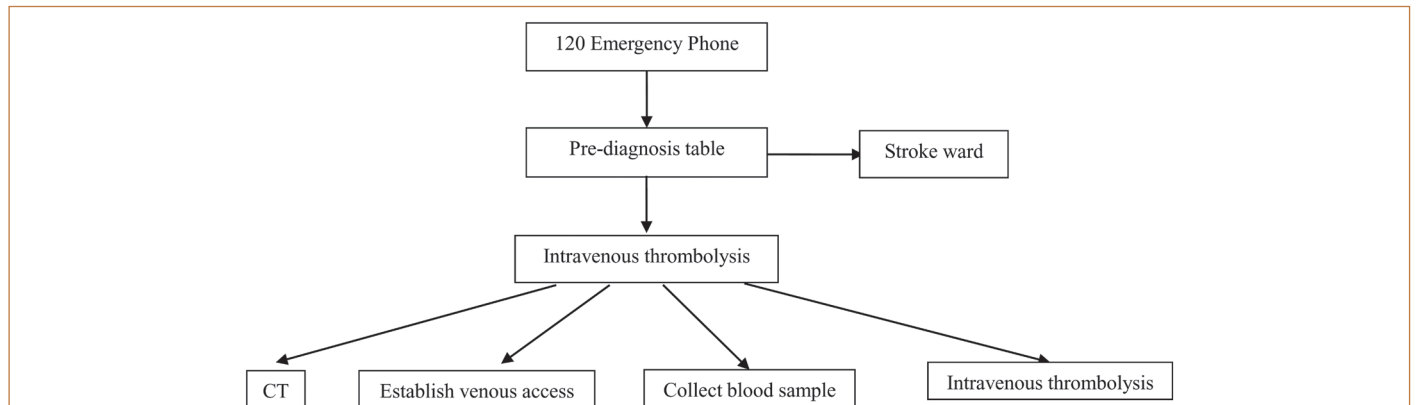 120 Emergency Phone
Pre-diagnosis table
Stroke ward
Intravenous thrombolysis
CT
Establish venous access
Collect blood sample
Intravenous thrombolysis